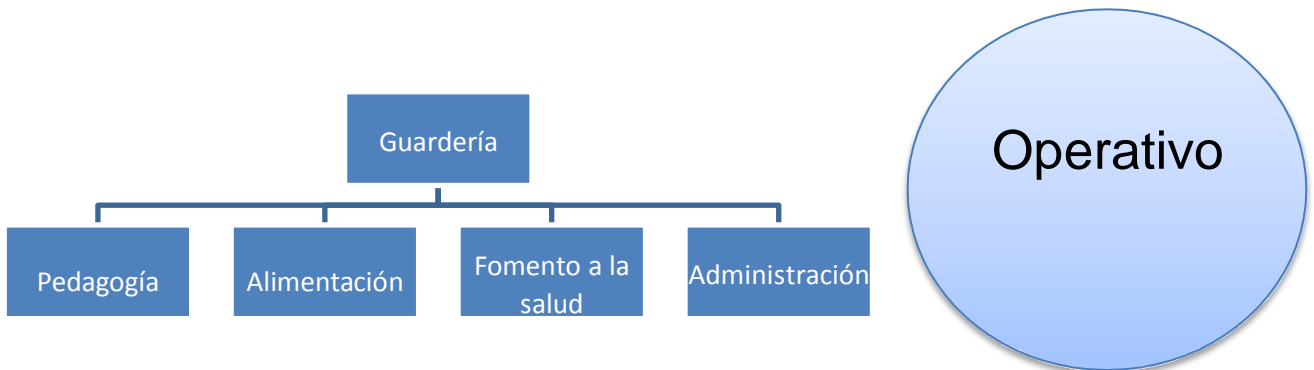 Operativo
Guardería
Pedagogía
Alimentación
Fomento a la
salud
Administración